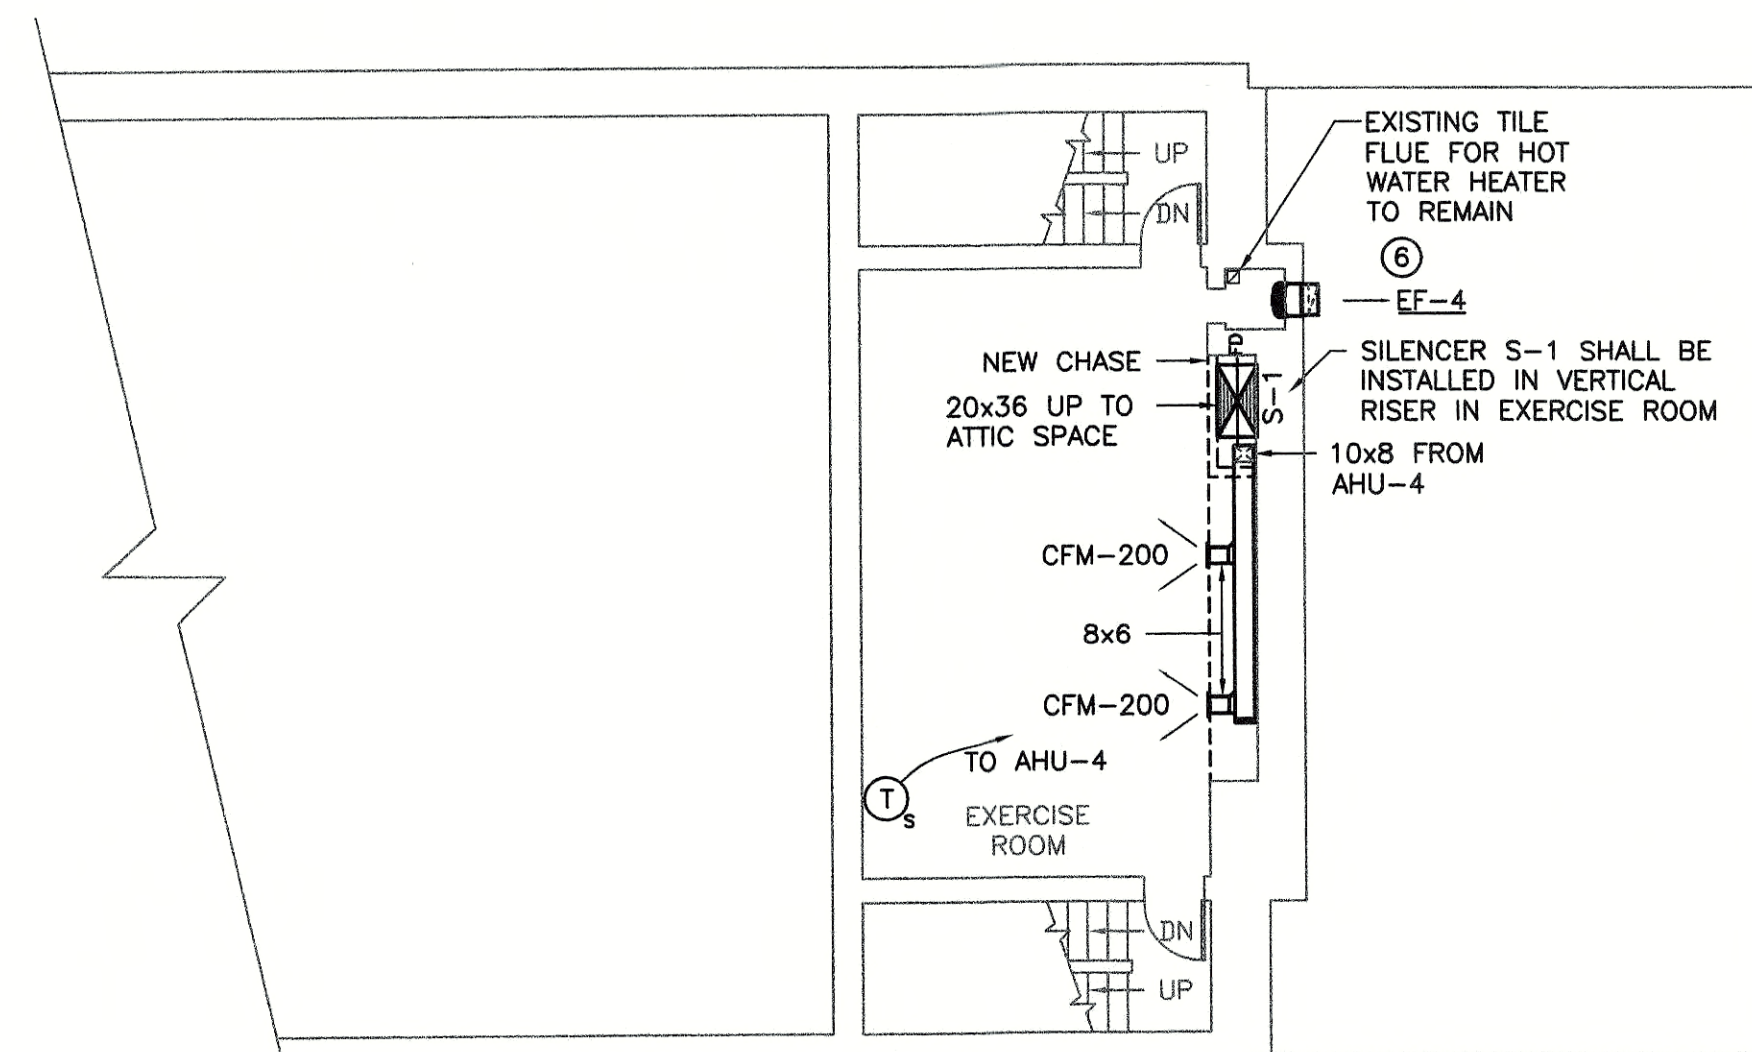 EXISTING TILE
FLUE FOR HOT
WATER HEATER
TO REMAIN
UP
DN
6
EF-4
FD
NEW CHASE
SILENCER S-1 SHALL BE
INSTALLED IN VERTICAL
RISER IN EXERCISE ROOM
S-1
20x36 UP TO
ATTIC SPACE
10x8 FROM
AHU-4
CFM-200
8x6
CFM-200
TO AHU-4
T
S
EXERCISE
ROOM
DN
UP